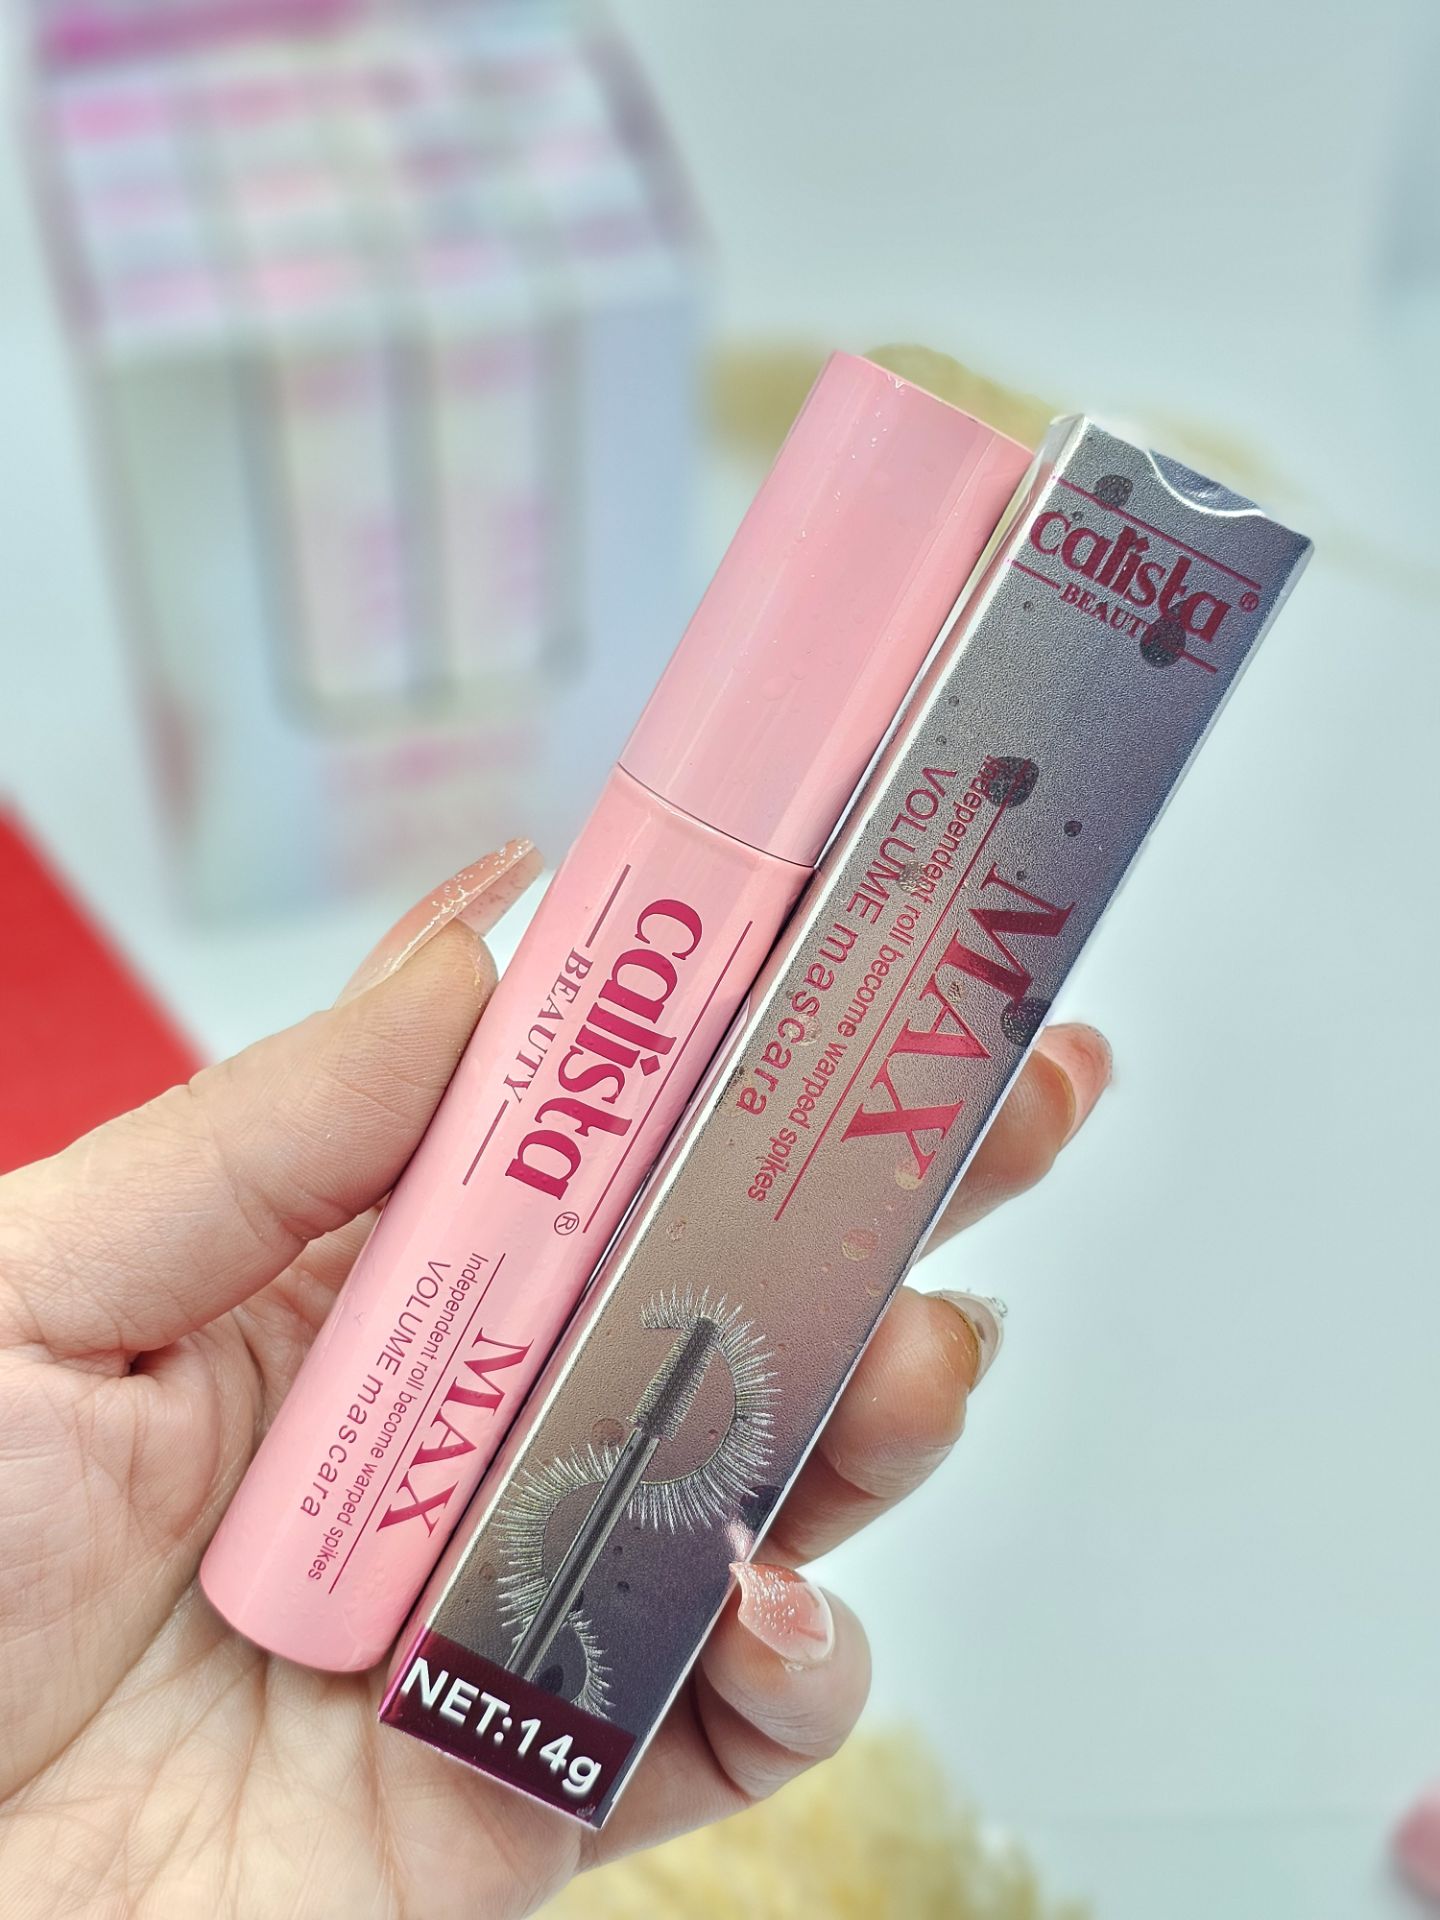 calista®
BEAUTY
MAX
Independent roll become warped spikes
VOLUME mascara
calista®
BEAUTY
MAX
Independent roll become warped spikes
VOLUME mascara
NET:14g